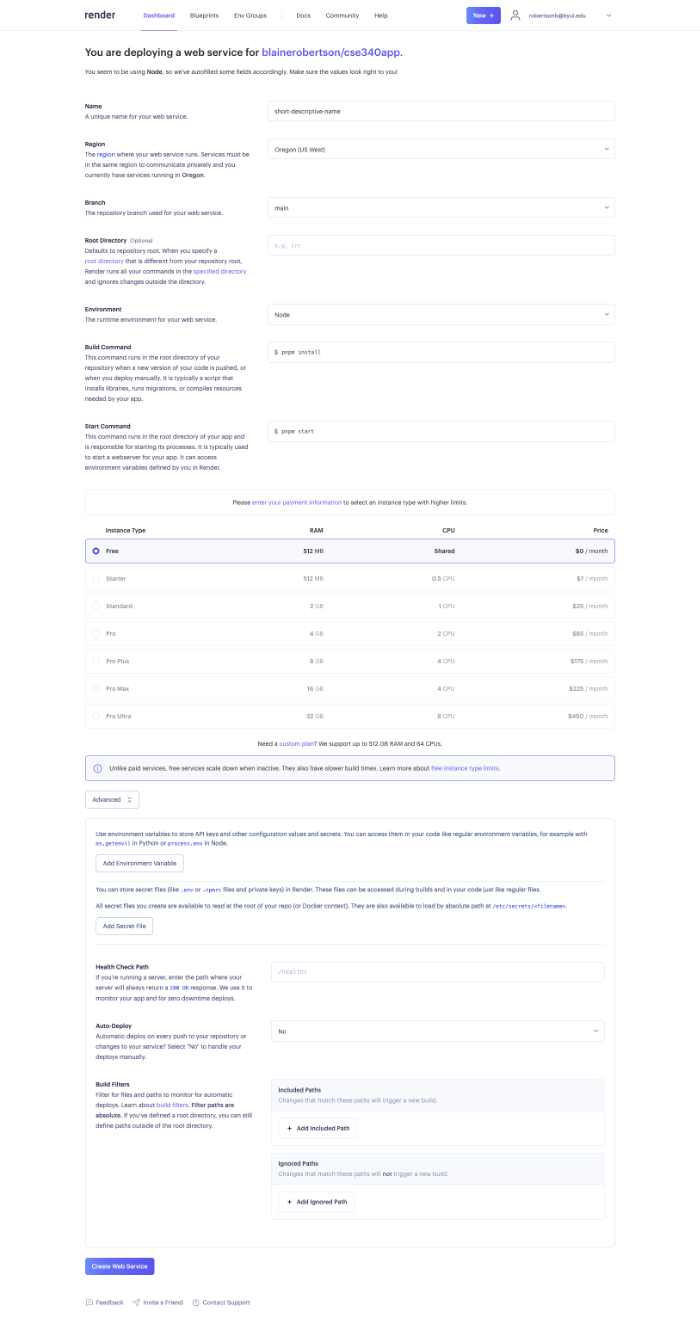 render
Dashboard Blueprints Env Groups Docs Community Help New + robertsonb@byui.edu
You are deploying a web service for blainerobertson/cse340app.
You seem to be using Node, so we've autofilled some fields accordingly. Make sure the values look right to you!
Name
A unique name for your web service.
short-descriptive-name
Region
The region where your web service runs. Services must be
in the same region to communicate privately and you
currently have services running in Oregon.
Oregon (US West)
Branch
The repository branch used for your web service.
main
Root Directory Optional
Defaults to repository root. When you specify a
root directory that is different from your repository root,
Render runs all your commands in the specified directory
and ignores changes outside the directory.
e.g. src
Environment
The runtime environment for your web service.
Node
Build Command
This command runs in the root directory of your
repository when a new version of your code is pushed, or
when you deploy manually. It is typically a script that
installs libraries, runs migrations, or compiles resources
needed by your app.
$ pnpm install
Start Command
This command runs in the root directory of your app and
is responsible for starting its processes. It is typically used
to start a webserver for your app. It can access
environment variables defined by you in Render.
$ pnpm start
Please enter your payment information to select an instance type with higher limits.
Instance Type RAM CPU Price
Free 512 MB Shared $0 / month
Starter 512 MB 0.5 CPU $7 / month
Standard 2 GB 1 CPU $25 / month
Pro 4 GB 2 CPU $85 / month
Pro Plus 8 GB 4 CPU $175 / month
Pro Max 16 GB 4 CPU $225 / month
Pro Ultra 32 GB 8 CPU $450 / month
Need a custom plan? We support up to 512 GB RAM and 64 CPUs.
Unlike paid services, free services scale down when inactive. They also have slower build times. Learn more about free instance type limits.
Advanced
Use environment variables to store API keys and other configuration values and secrets. You can access them in your code like regular environment variables, for example with
os.getenv() in Python or process.env in Node.
Add Environment Variable
You can store secret files (like .env or .npmrc files and private keys) in Render. These files can be accessed during builds and in your code just like regular files.
All secret files you create are available to read at the root of your repo (or Docker context). They are also available to load by absolute path at /etc/secrets/<filename>.
Add Secret File
Health Check Path
If you're running a server, enter the path where your
server will always return a 200 OK response. We use it to
monitor your app and for zero downtime deploys.
/healthz
Auto-Deploy
Automatic deploy on every push to your repository or
changes to your service? Select "No" to handle your
deploys manually.
No
Build Filters
Filter for files and paths to monitor for automatic
deploys. Learn about build filters. Filter paths are
absolute. If you've defined a root directory, you can still
define paths outside of the root directory.
Included Paths
Changes that match these paths will trigger a new build.
+ Add Included Path
Ignored Paths
Changes that match these paths will not trigger a new build.
+ Add Ignored Path
Create Web Service
Feedback Invite a Friend Contact Support